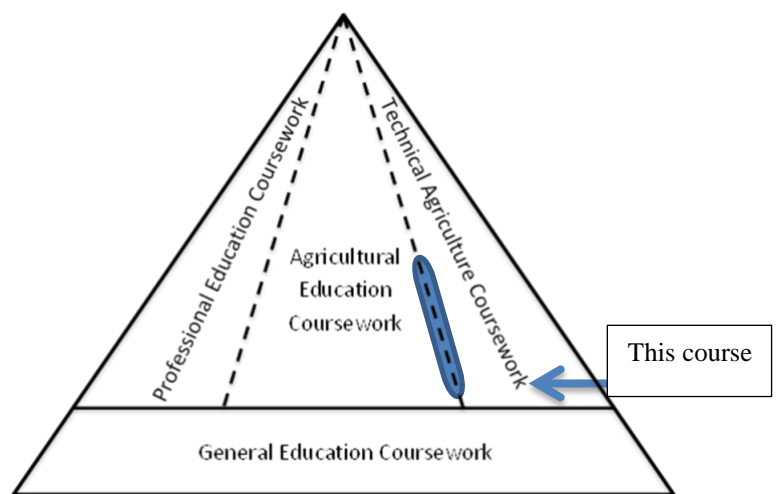 Professional Education Coursework
Technical Agriculture Coursework
Agricultural
Education
Coursework
This course
General Education Coursework